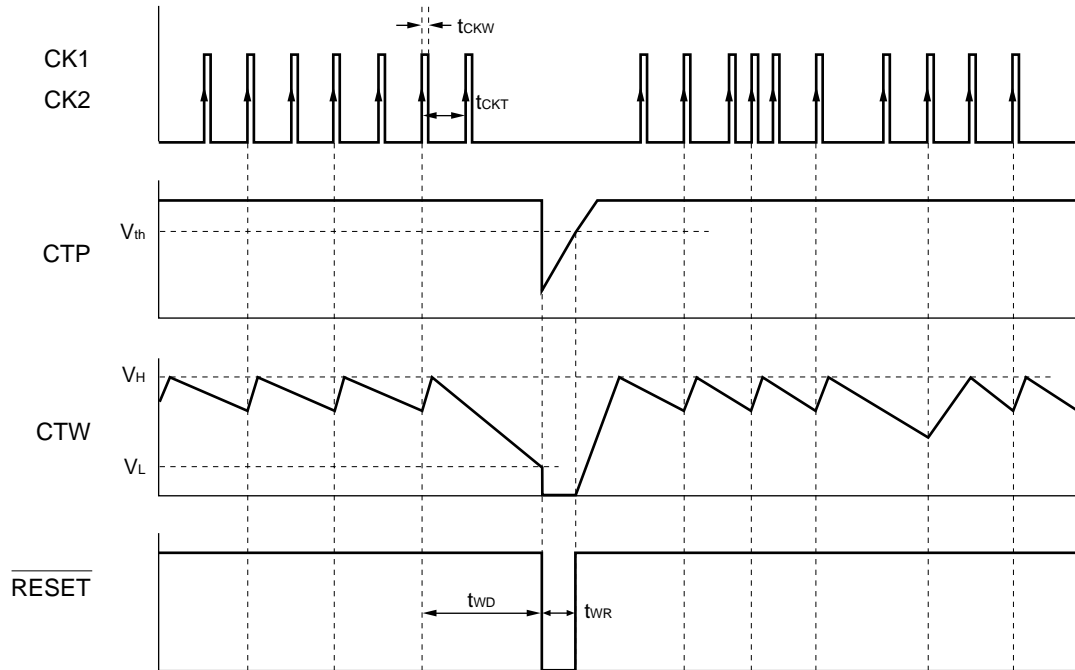 tCKW
CK1
CK2
tCKT
Vth
CTP
VH
CTW
VL
RESET
tWD
tWR